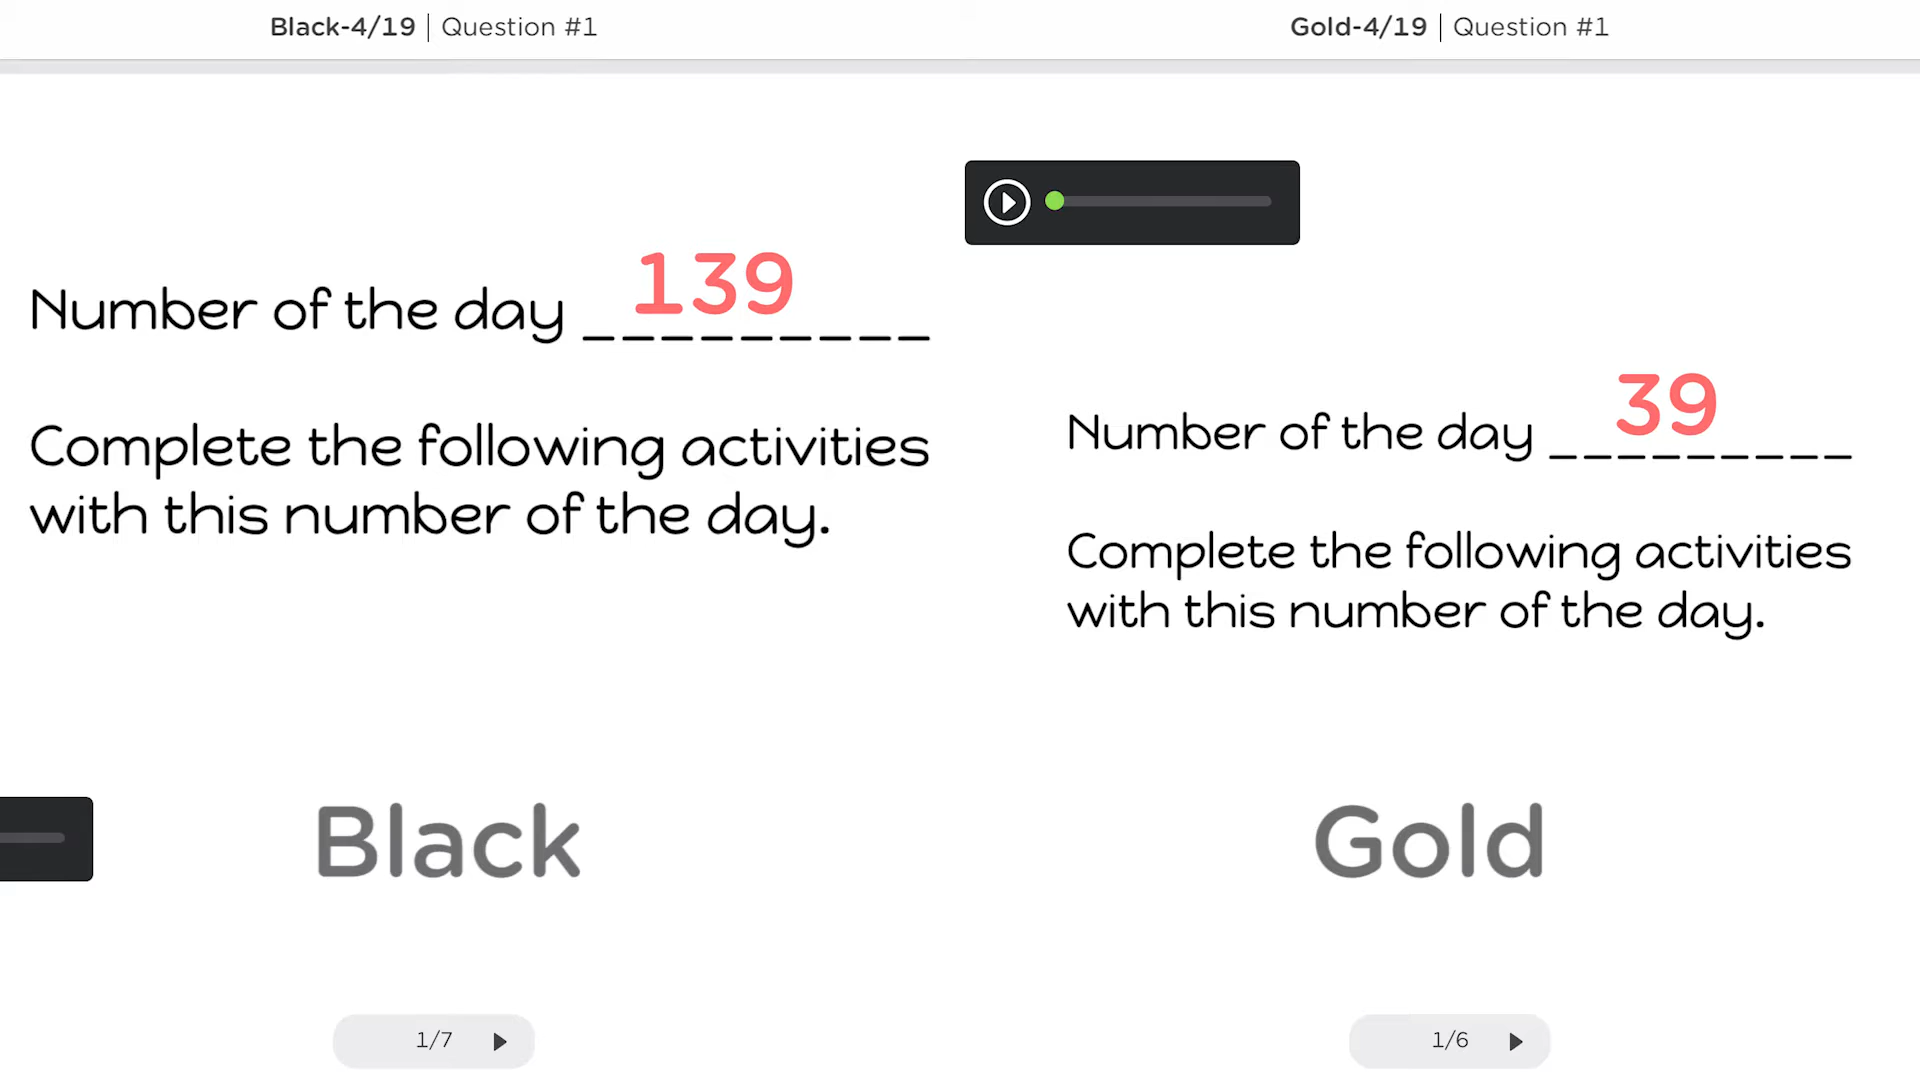 Black-4/19 | Question #1
Number of the day 139
Complete the following activities
with this number of the day.
Black
1/7
Gold-4/19 | Question #1
Number of the day 39
Complete the following activities
with this number of the day.
Gold
1/6